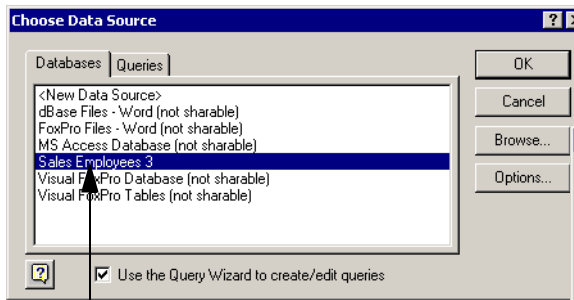 Choose Data Source
Databases Queries
<New Data Source>
dBase Files - Word (not sharable)
FoxPro Files - Word (not sharable)
MS Access Database (not sharable)
Sales Employees 3
Visual FoxPro Database (not sharable)
Visual FoxPro Tables (not sharable)
OK
Cancel
Browse...
Options...
Use the Query Wizard to create/edit queries